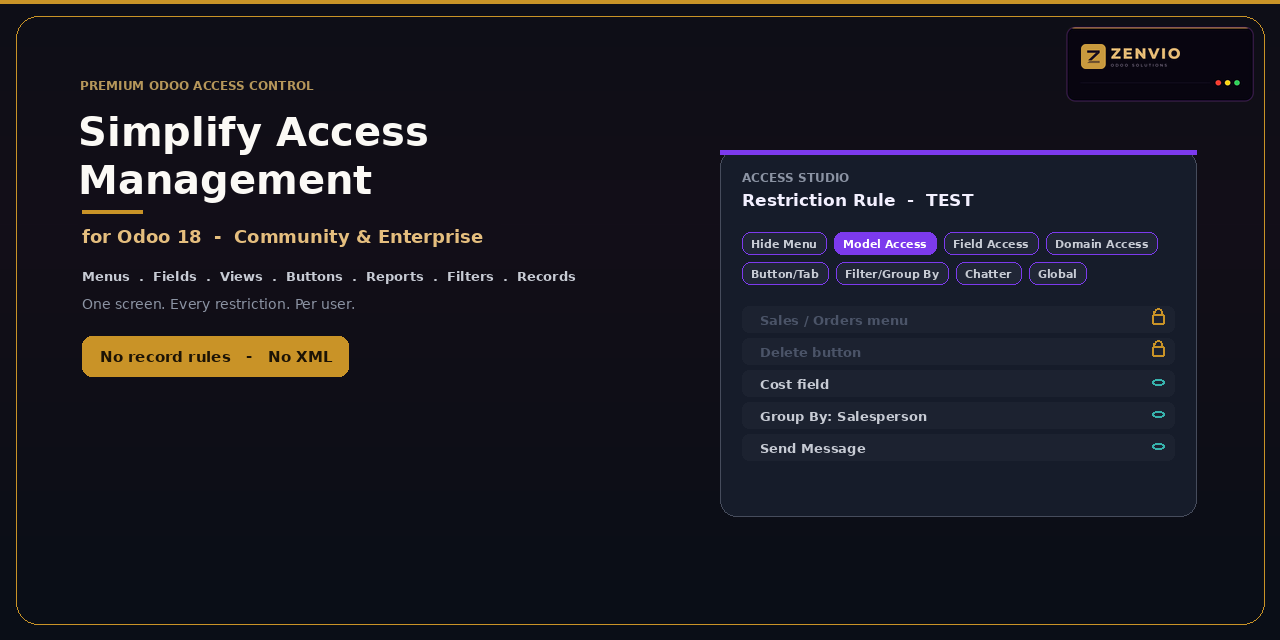 PREMIUM ODOO ACCESS CONTROL
Simplify Access
Management
for Odoo 18 - Community & Enterprise
Menus . Fields . Views . Buttons . Reports . Filters . Records
One screen. Every restriction. Per user.
No record rules - No XML
Z ZENVIO
ODOO SOLUTIONS
ACCESS STUDIO
Restriction Rule - TEST
Hide Menu Model Access Field Access Domain Access
Button/Tab Filter/Group By Chatter Global
Sales / Orders menu
Delete button
Cost field
Group By: Salesperson
Send Message